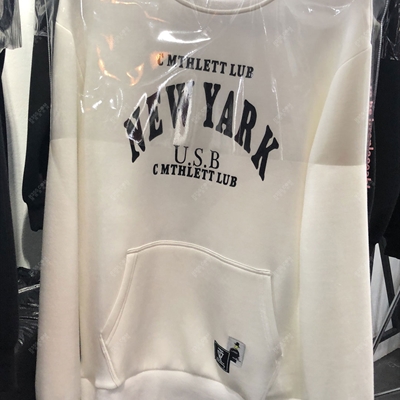 C MTHLETT LUB
NEW YARK
U.S.B
C MTHLETT LUB